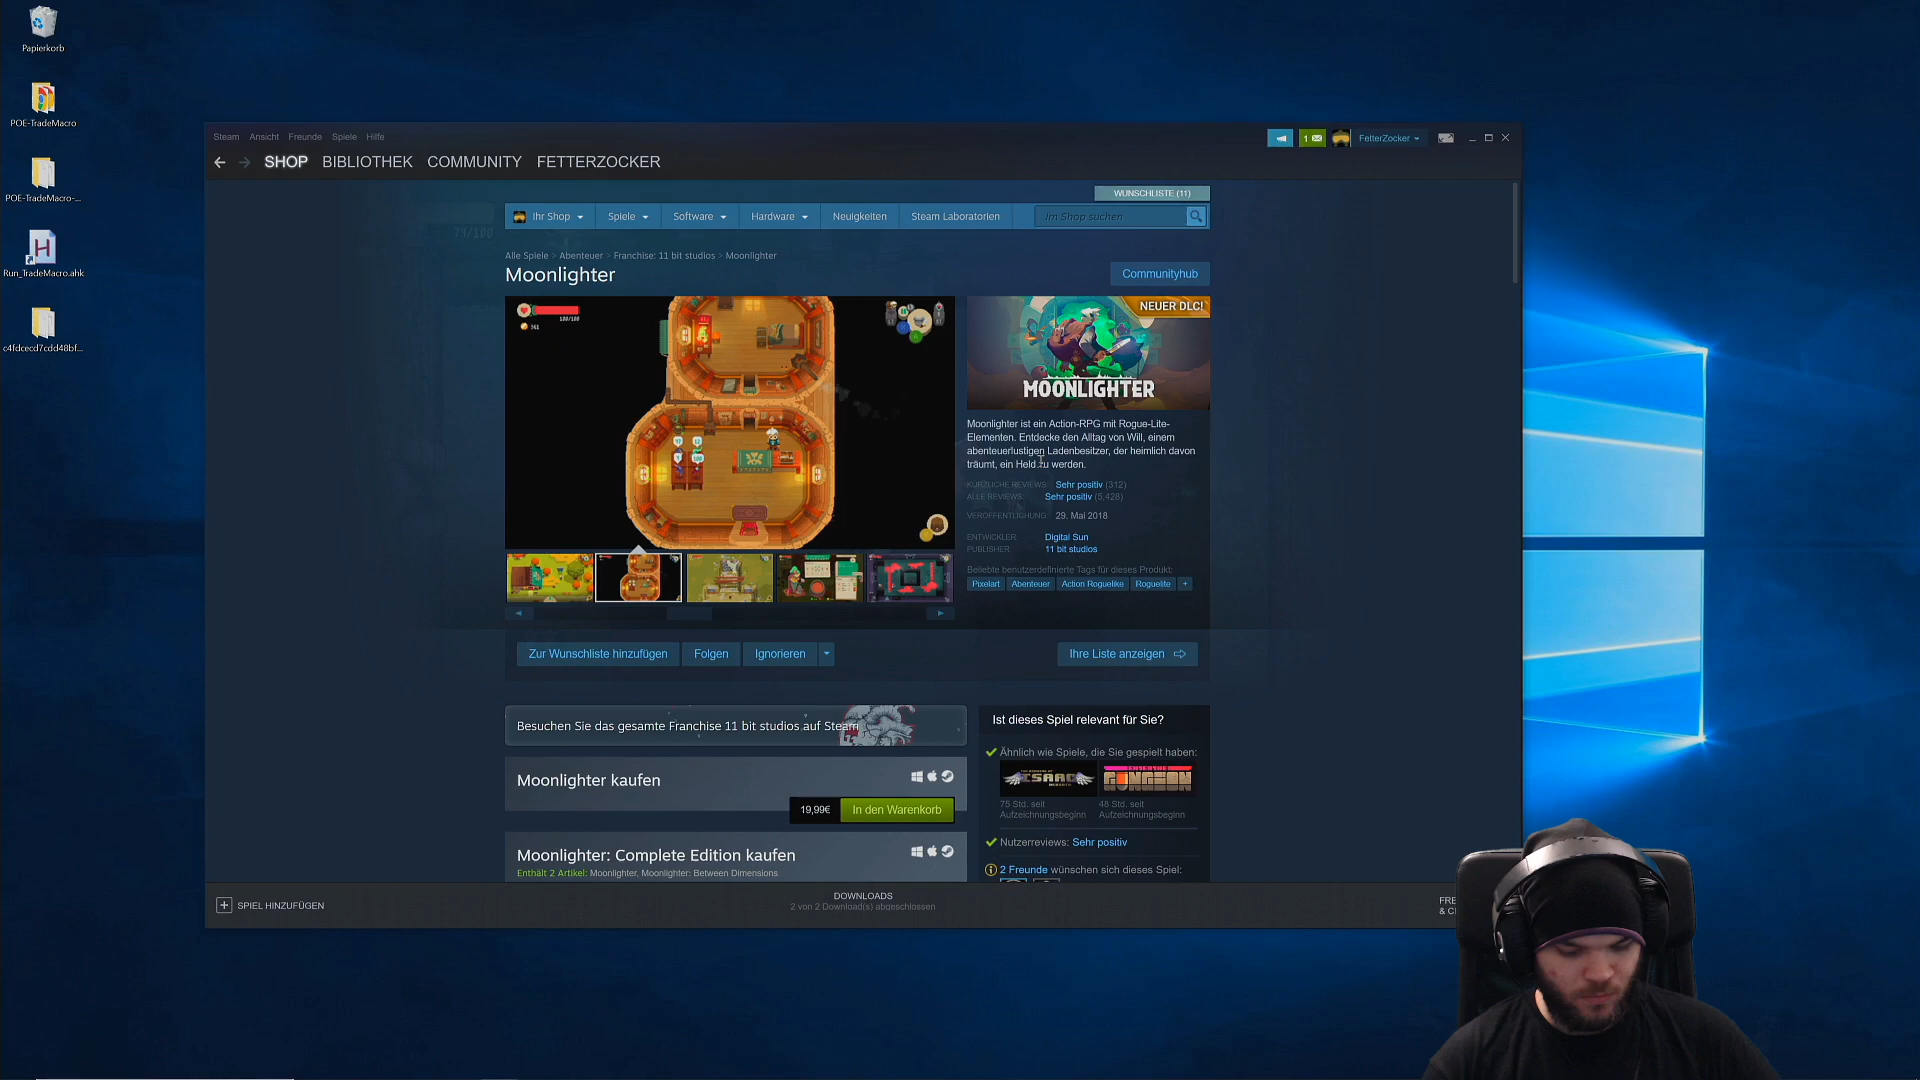 Papierkorb
POE-TradeMacro
POE-TradeMacro-...
Run_TradeMacro.ahk
c4fdcecd7cdd48bf...
Steam Ansicht Freunde Spiele Hilfe
1
FetterZocker
SHOP BIBLIOTHEK COMMUNITY FETTERZOCKER
WUNSCHLISTE (11)
Ihr Shop Spiele Software Hardware Neuigkeiten Steam Laboratorien Im Shop suchen
Alle Spiele > Abenteuer > Franchise: 11 bit studios > Moonlighter
Moonlighter
Communityhub
100/100
NEUER DLC!
MOONLIGHTER
Moonlighter ist ein Action-RPG mit Rogue-Lite-
Elementen. Entdecke den Alltag von Will, einem
abenteuerlustigen Ladenbesitzer, der heimlich davon
träumt, ein Held zu werden.
KÜRZLICHE REVIEWS: Sehr positiv (312)
ALLE REVIEWS: Sehr positiv (5,428)
VERÖFFENTLICHUNG: 29. Mai 2018
ENTWICKLER: Digital Sun
PUBLISHER: 11 bit studios
Beliebte benutzerdefinierte Tags für dieses Produkt:
Pixelart Abenteuer Action Roguelike Roguelite +
Zur Wunschliste hinzufügen Folgen Ignorieren Ihre Liste anzeigen
Besuchen Sie das gesamte Franchise 11 bit studios auf Steam
Ist dieses Spiel relevant für Sie?
Ähnlich wie Spiele, die Sie gespielt haben:
ISAAC
GUNGEON
75 Std. seit
Aufzeichnungsbeginn
48 Std. seit
Aufzeichnungsbeginn
Nutzerreviews: Sehr positiv
2 Freunde wünschen sich dieses Spiel:
Moonlighter kaufen
19,99€ In den Warenkorb
Moonlighter: Complete Edition kaufen
Enthält 2 Artikel: Moonlighter, Moonlighter: Between Dimensions
SPIEL HINZUFÜGEN
DOWNLOADS
2 von 2 Download(s) abgeschlossen